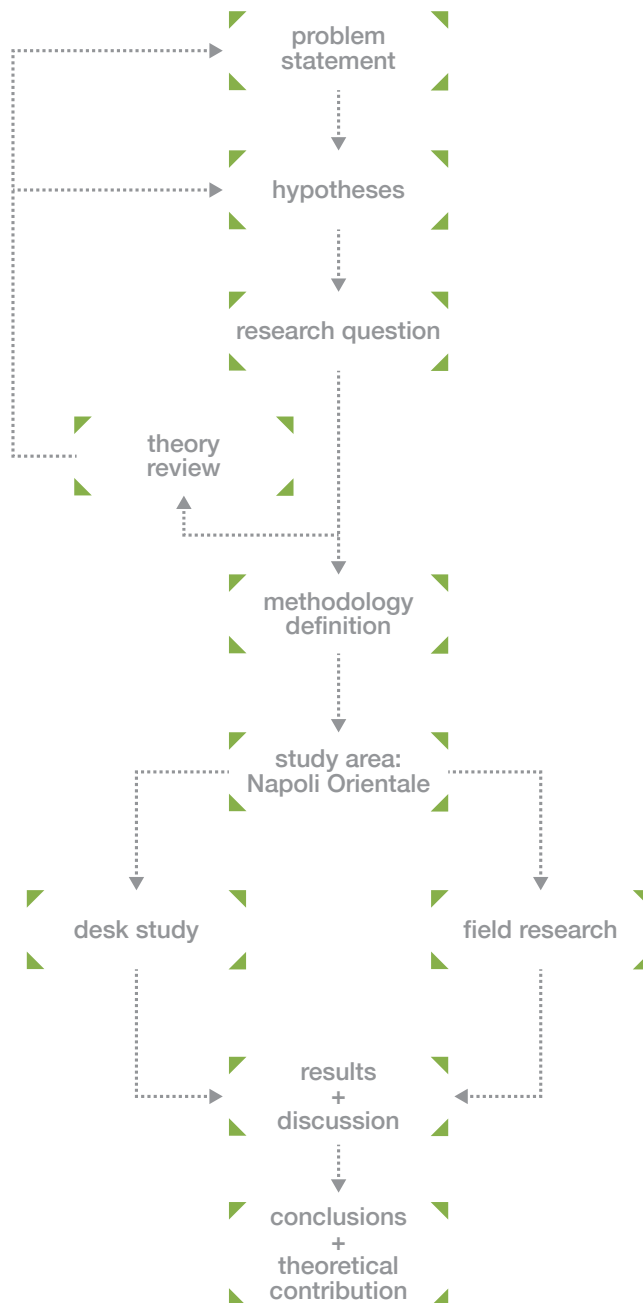 problem
statement
hypotheses
research question
theory
review
methodology
definition
study area:
Napoli Orientale
desk study
field research
results
+
discussion
conclusions
+
theoretical
contribution